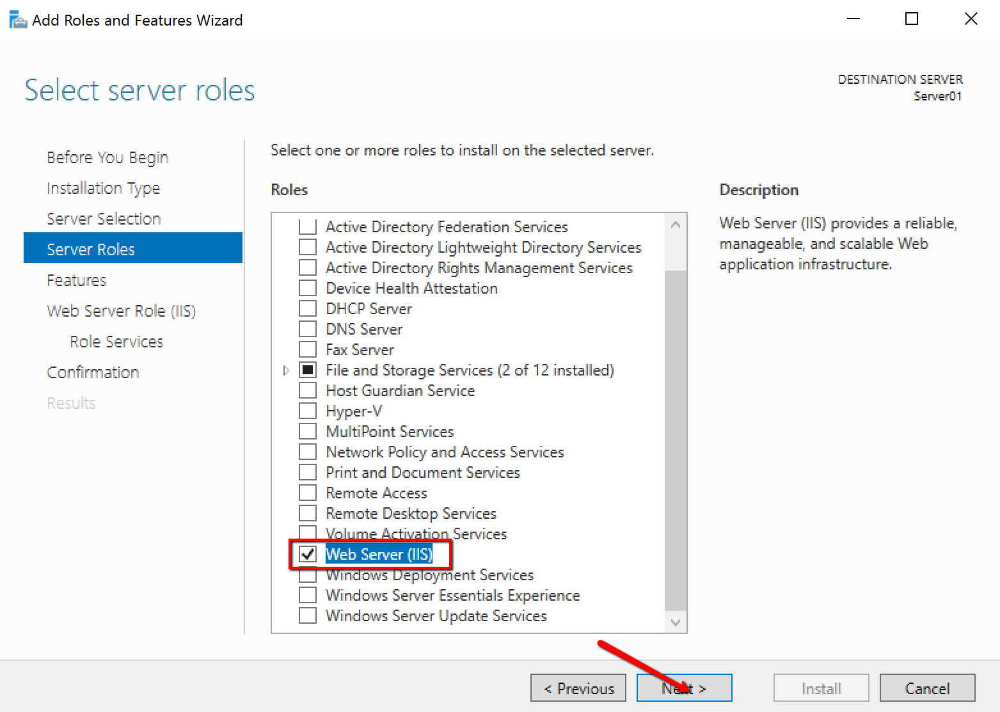 Add Roles and Features Wizard
Select server roles
DESTINATION SERVER
Server01
Before You Begin
Installation Type
Server Selection
Server Roles
Features
Web Server Role (IIS)
Role Services
Confirmation
Results
Select one or more roles to install on the selected server.
Roles
Active Directory Federation Services
Active Directory Lightweight Directory Services
Active Directory Rights Management Services
Device Health Attestation
DHCP Server
DNS Server
Fax Server
File and Storage Services (2 of 12 installed)
Host Guardian Service
Hyper-V
MultiPoint Services
Network Policy and Access Services
Print and Document Services
Remote Access
Remote Desktop Services
Volume Activation Services
Web Server (IIS)
Windows Deployment Services
Windows Server Essentials Experience
Windows Server Update Services
Description
Web Server (IIS) provides a reliable,
manageable, and scalable Web
application infrastructure.
< Previous
Next >
Install
Cancel